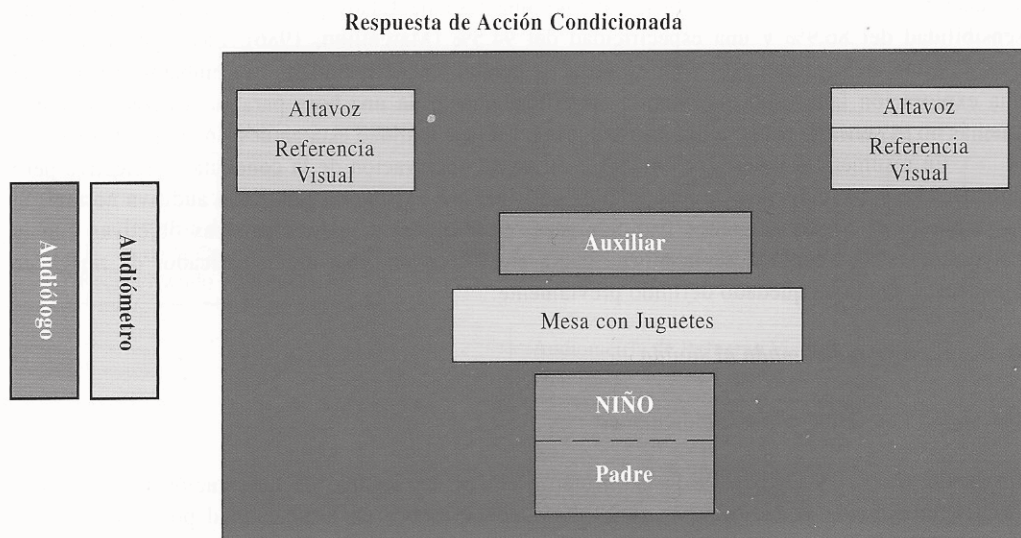 Respuesta de Acción Condicionada
Altavoz
Referencia
Visual
Altavoz
Referencia
Visual
Auxiliar
Mesa con Juguetes
NIÑO
Padre
Audiólogo
Audiómetro